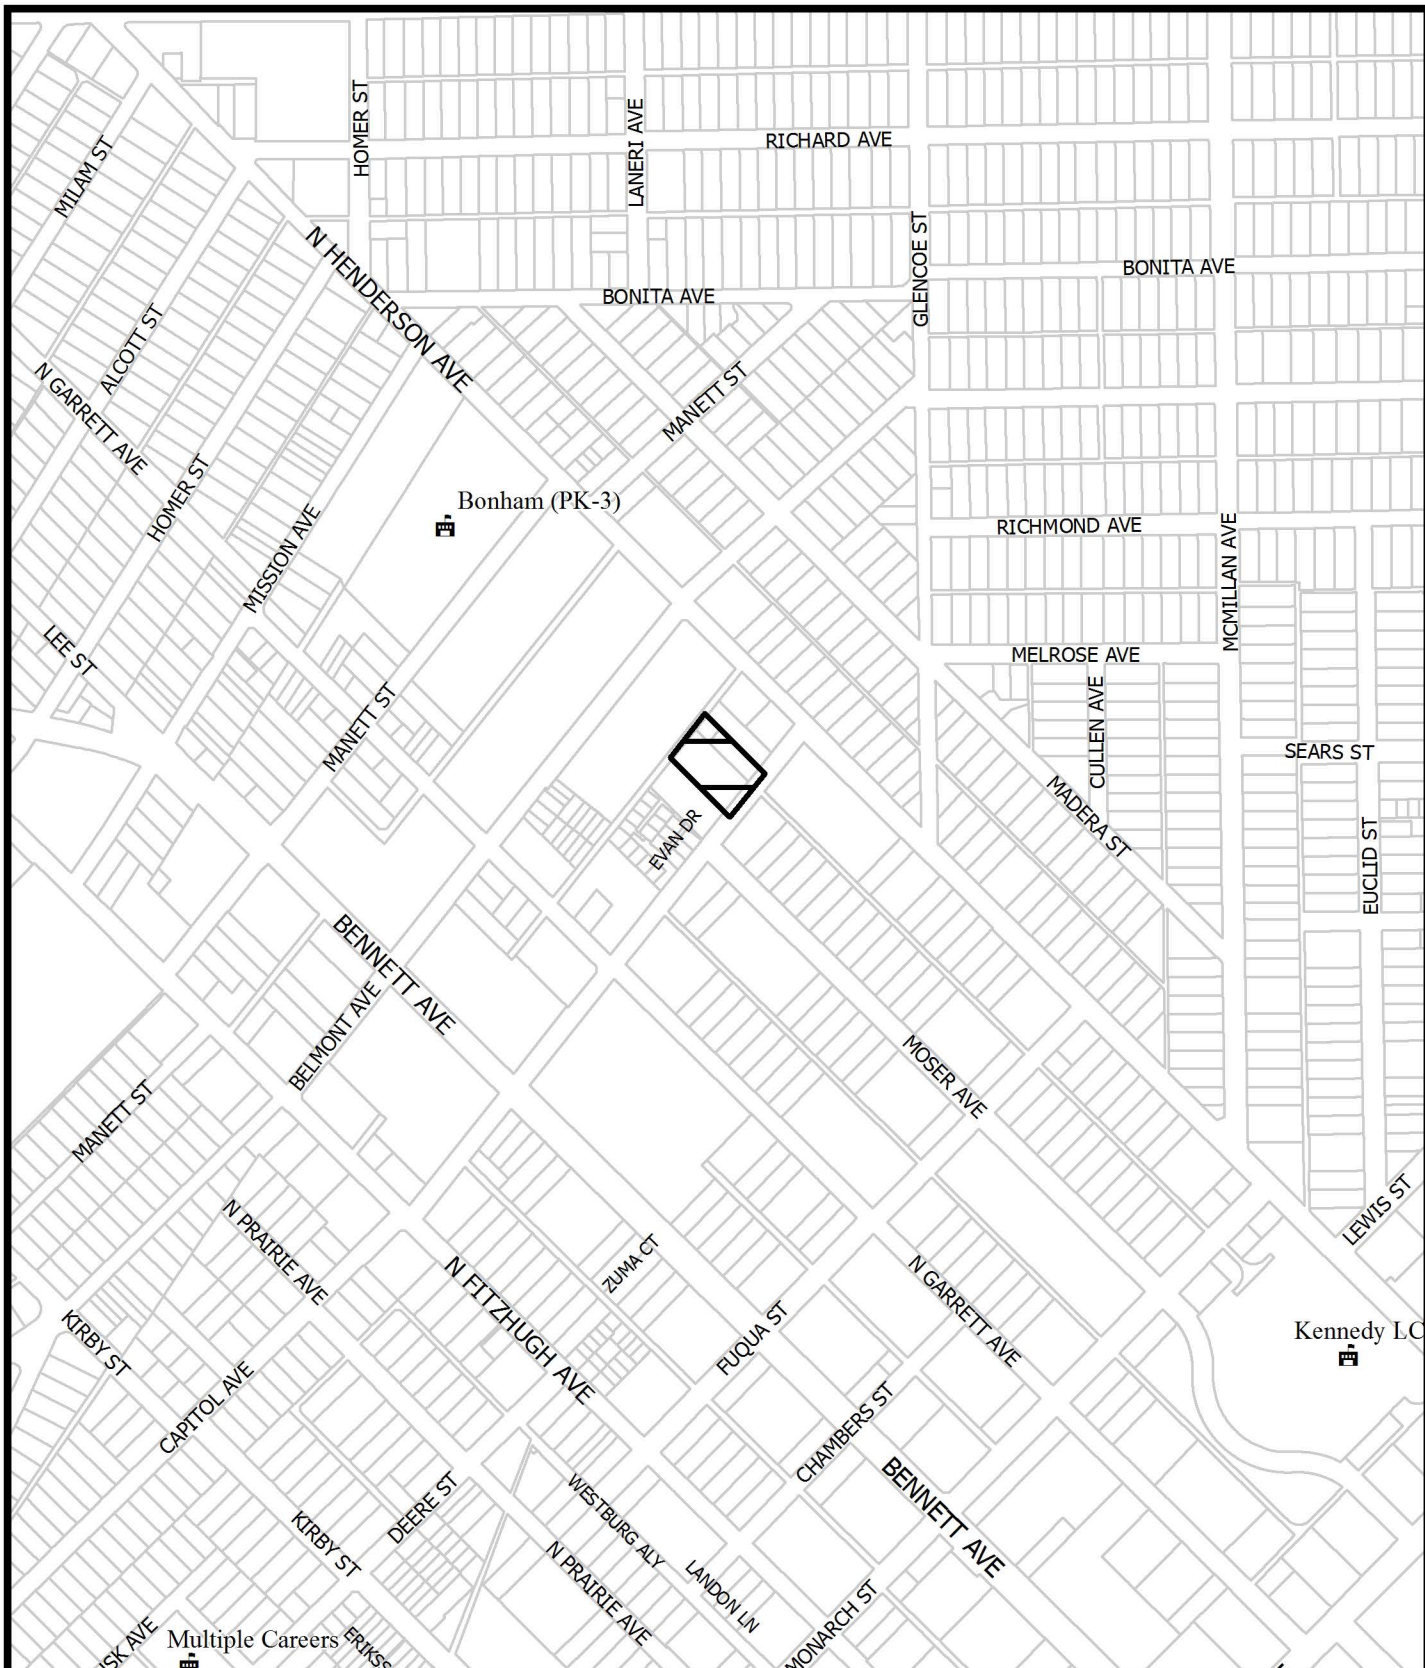 HOMER ST
LANERI AVE
RICHARD AVE
MILAM ST
N HENDERSON AVE
GLENCOE ST
BONITA AVE
BONITA AVE
ALCOTT ST
N GARRETT AVE
MANETT ST
HOMER ST
Bonham (PK-3)
MISSION AVE
RICHMOND AVE
MCMILLAN AVE
LEE ST
MELROSE AVE
MANETT ST
CULLEN AVE
SEARS ST
MADERA ST
EVAN DR
EUCLID ST
BENNETT AVE
BELMONT AVE
MOSER AVE
MANETT ST
LEWIS ST
N PRAIRIE AVE
ZUMA CT
N FITZHUGH AVE
N GARRETT AVE
KIRBY ST
FUQUA ST
Kennedy LC
CAPITOL AVE
CHAMBERS ST
BENNETT AVE
DEERE ST
WESTBURG ALY
KIRBY ST
N PRAIRIE AVE
LANDON LN
MONARCH ST
Multiple Careers